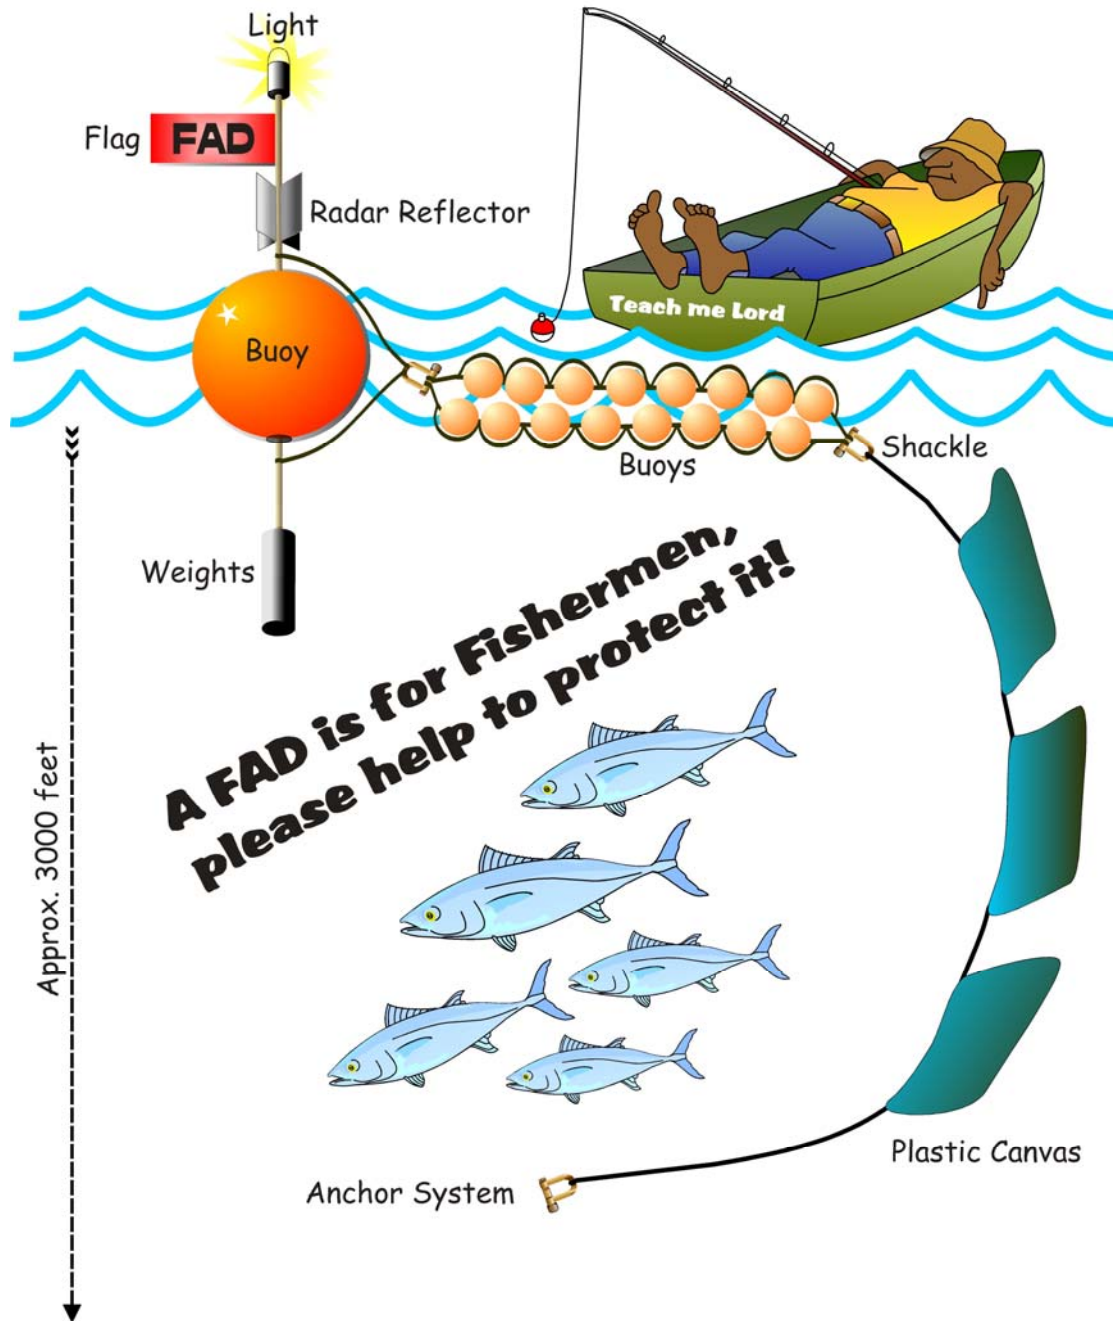 Light
Flag
FAD
Radar Reflector
Teach me Lord
Buoy
Buoys
Shackle
Weights
A FAD is for Fishermen,
please help to protect it!
Approx. 3000 feet
Plastic Canvas
Anchor System